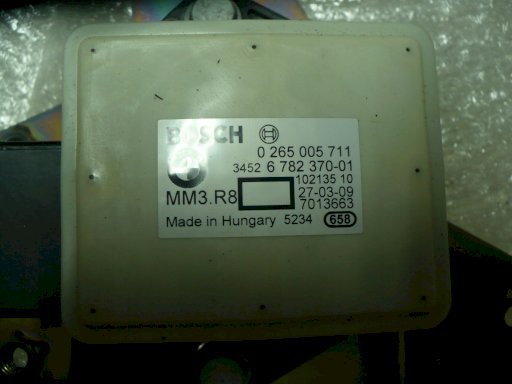 BOSCH
0 265 005 711
3452 6 782 370-01
102135 10
MM3.R8 27-03-09
7013663
Made in Hungary 5234 658